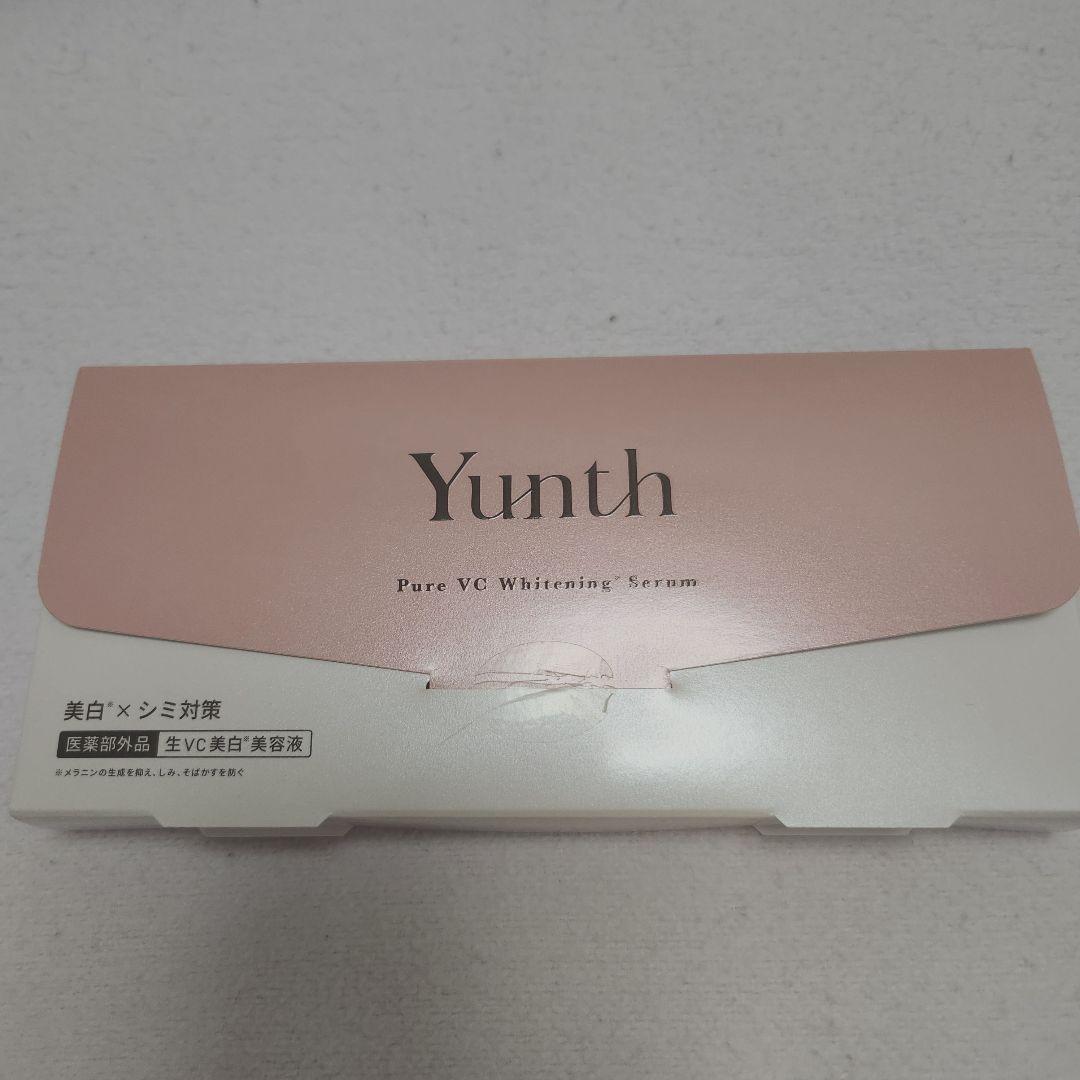 Yunth
Pure VC Whitening※ Serum
美白※×シミ対策
医薬部外品 生VC美白※美容液
※メラニンの生成を抑え、しみ、そばかすを防ぐ